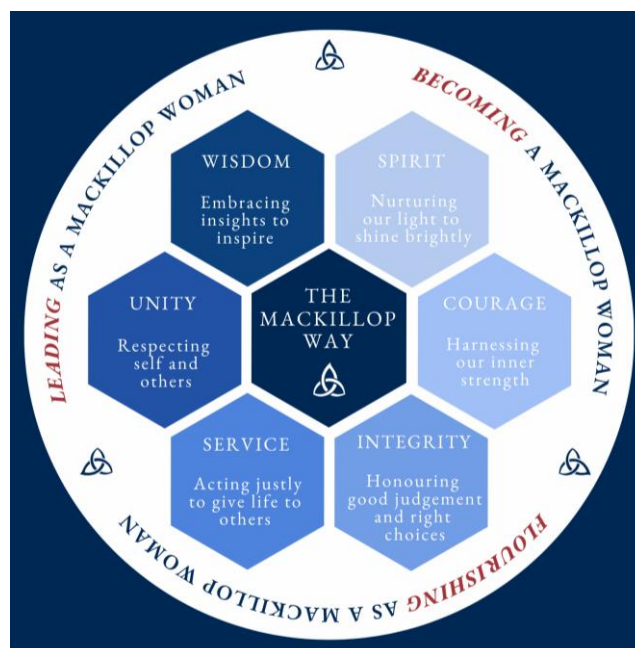 LEADING AS A MACKILLOP WOMAN
BECOMING A MACKILLOP WOMAN
FLOURISHING AS A MACKILLOP WOMAN
WISDOM
Embracing
insights to
inspire
SPIRIT
Nurturing
our light to
shine brightly
UNITY
Respecting
self and
others
THE
MACKILLOP
WAY
COURAGE
Harnessing
our inner
strength
SERVICE
Acting justly
to give life to
others
INTEGRITY
Honouring
good judgement
and right
choices